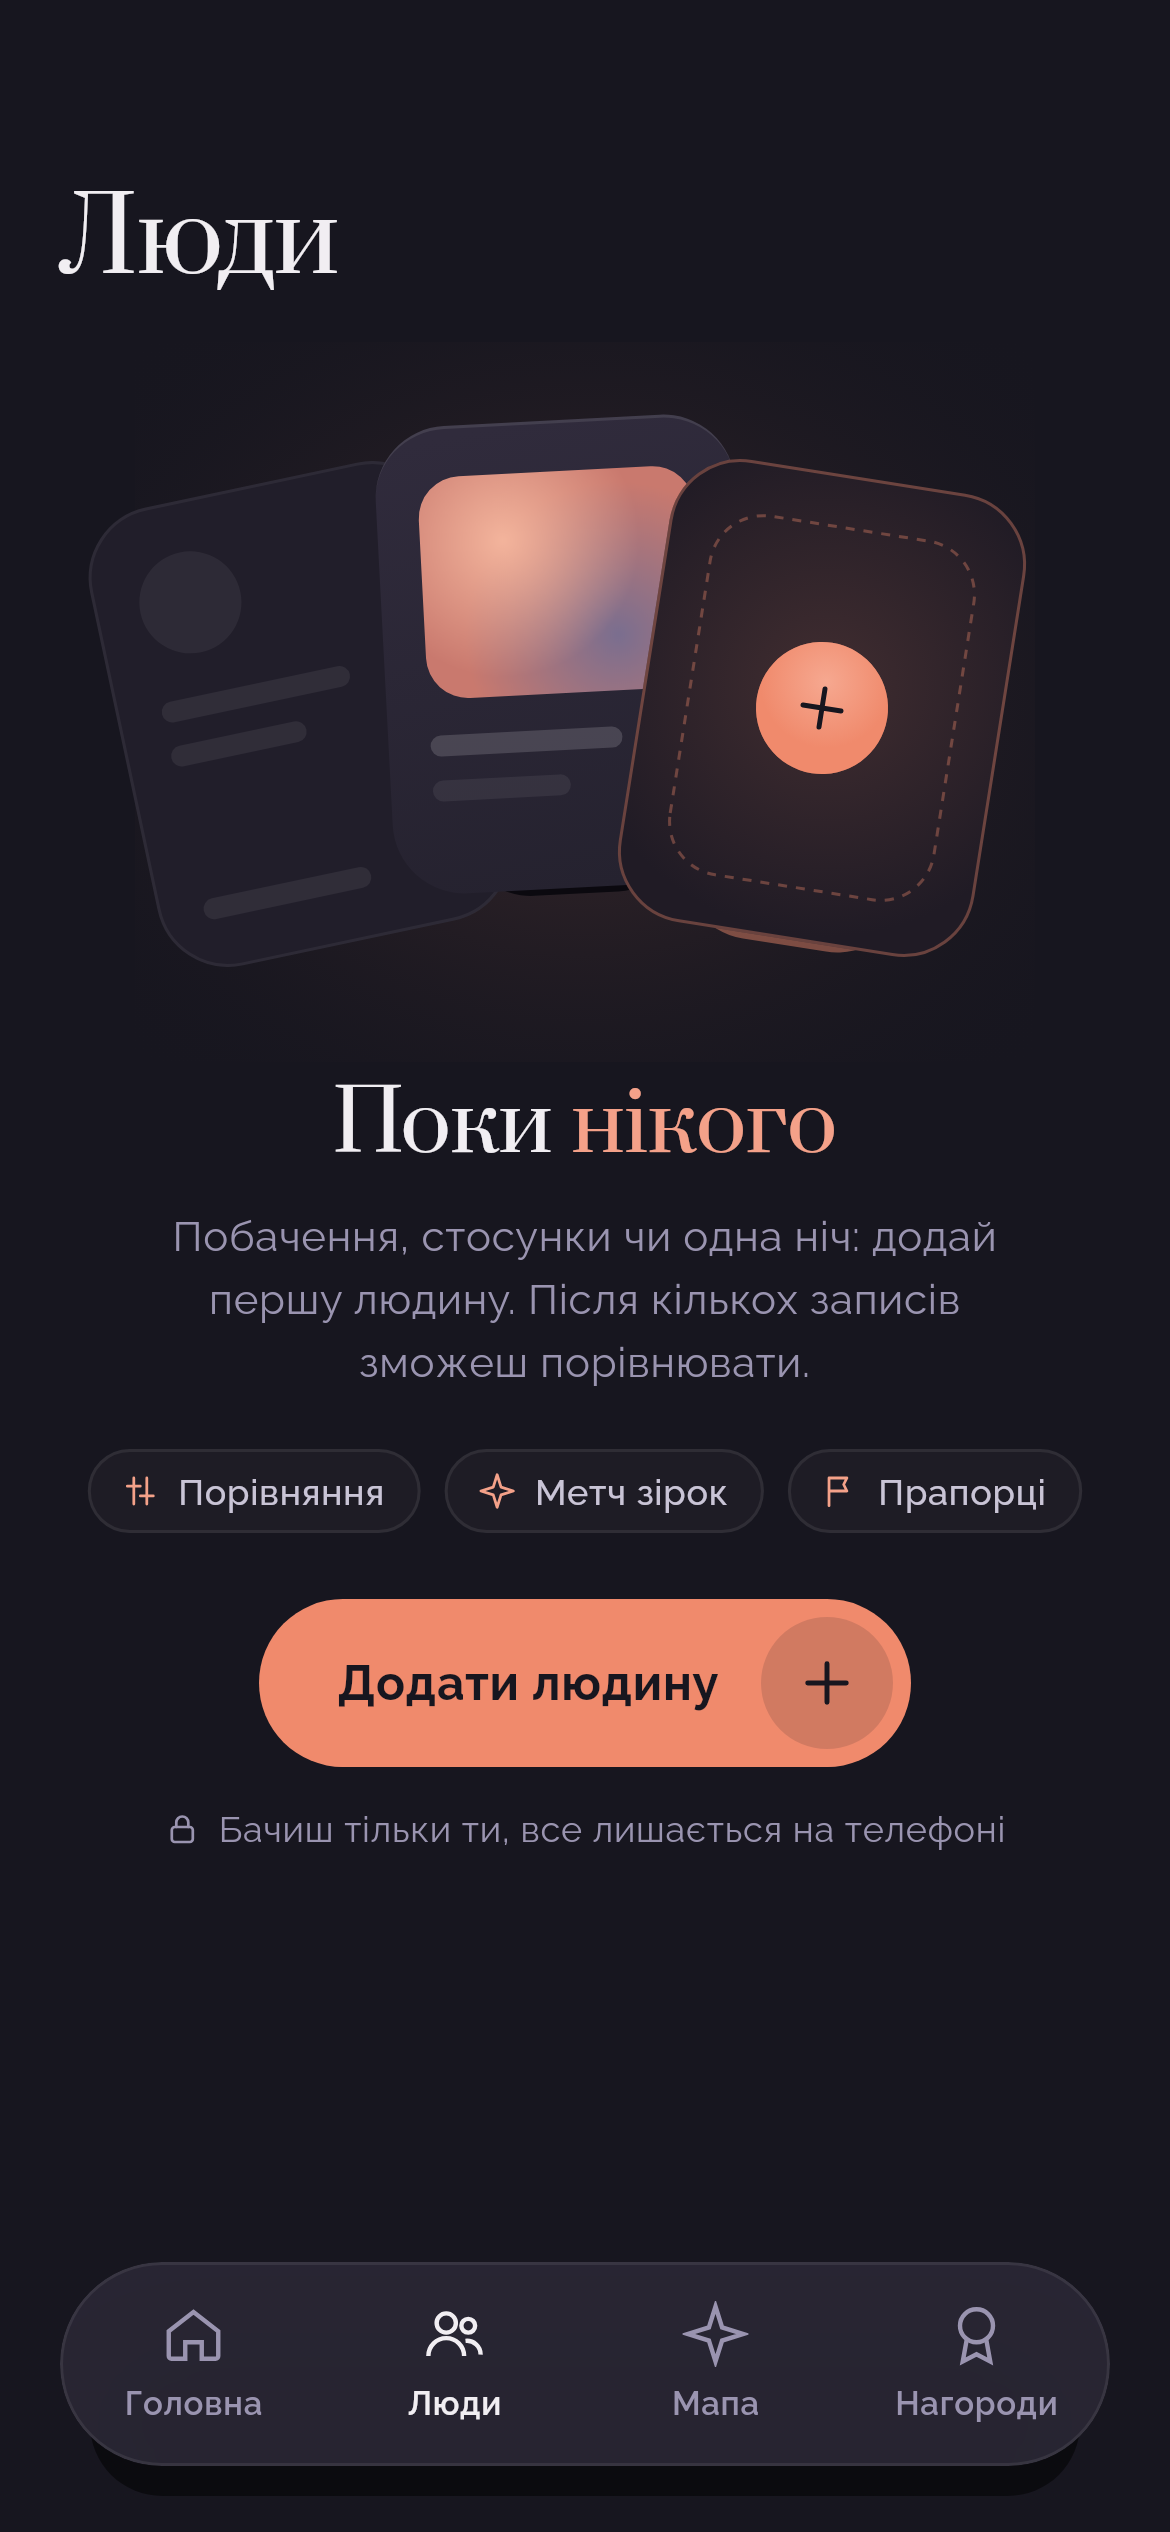 Люди
Поки нікого
Побачення, стосунки чи одна ніч: додай
першу людину. Після кількох записів
зможеш порівнювати.
Порівняння
Метч зірок
Прапорці
Додати людину
Бачиш тільки ти, все лишається на телефоні
Головна
Люди
Мапа
Нагороди